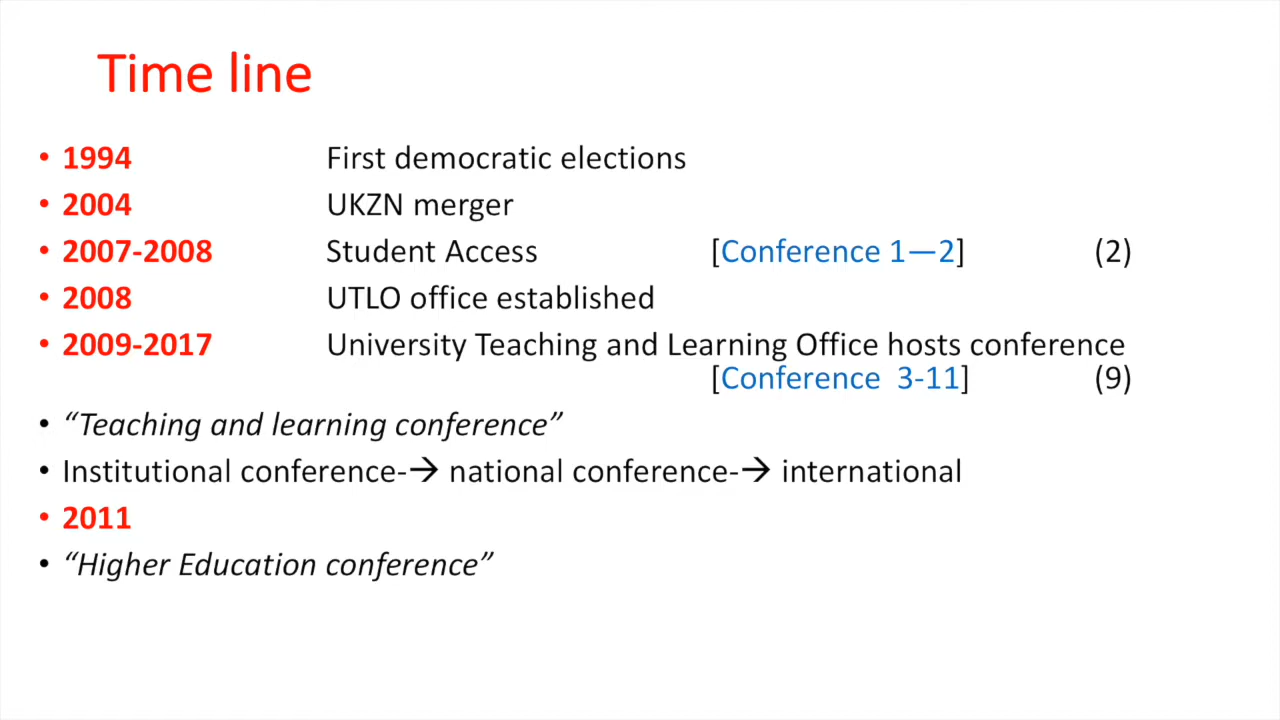 Time line
• 1994 First democratic elections
• 2004 UKZN merger
• 2007-2008 Student Access [Conference 1—2] (2)
• 2008 UTLO office established
• 2009-2017 University Teaching and Learning Office hosts conference
[Conference 3-11] (9)
• “Teaching and learning conference”
• Institutional conference-→ national conference-→ international
• 2011
• “Higher Education conference”